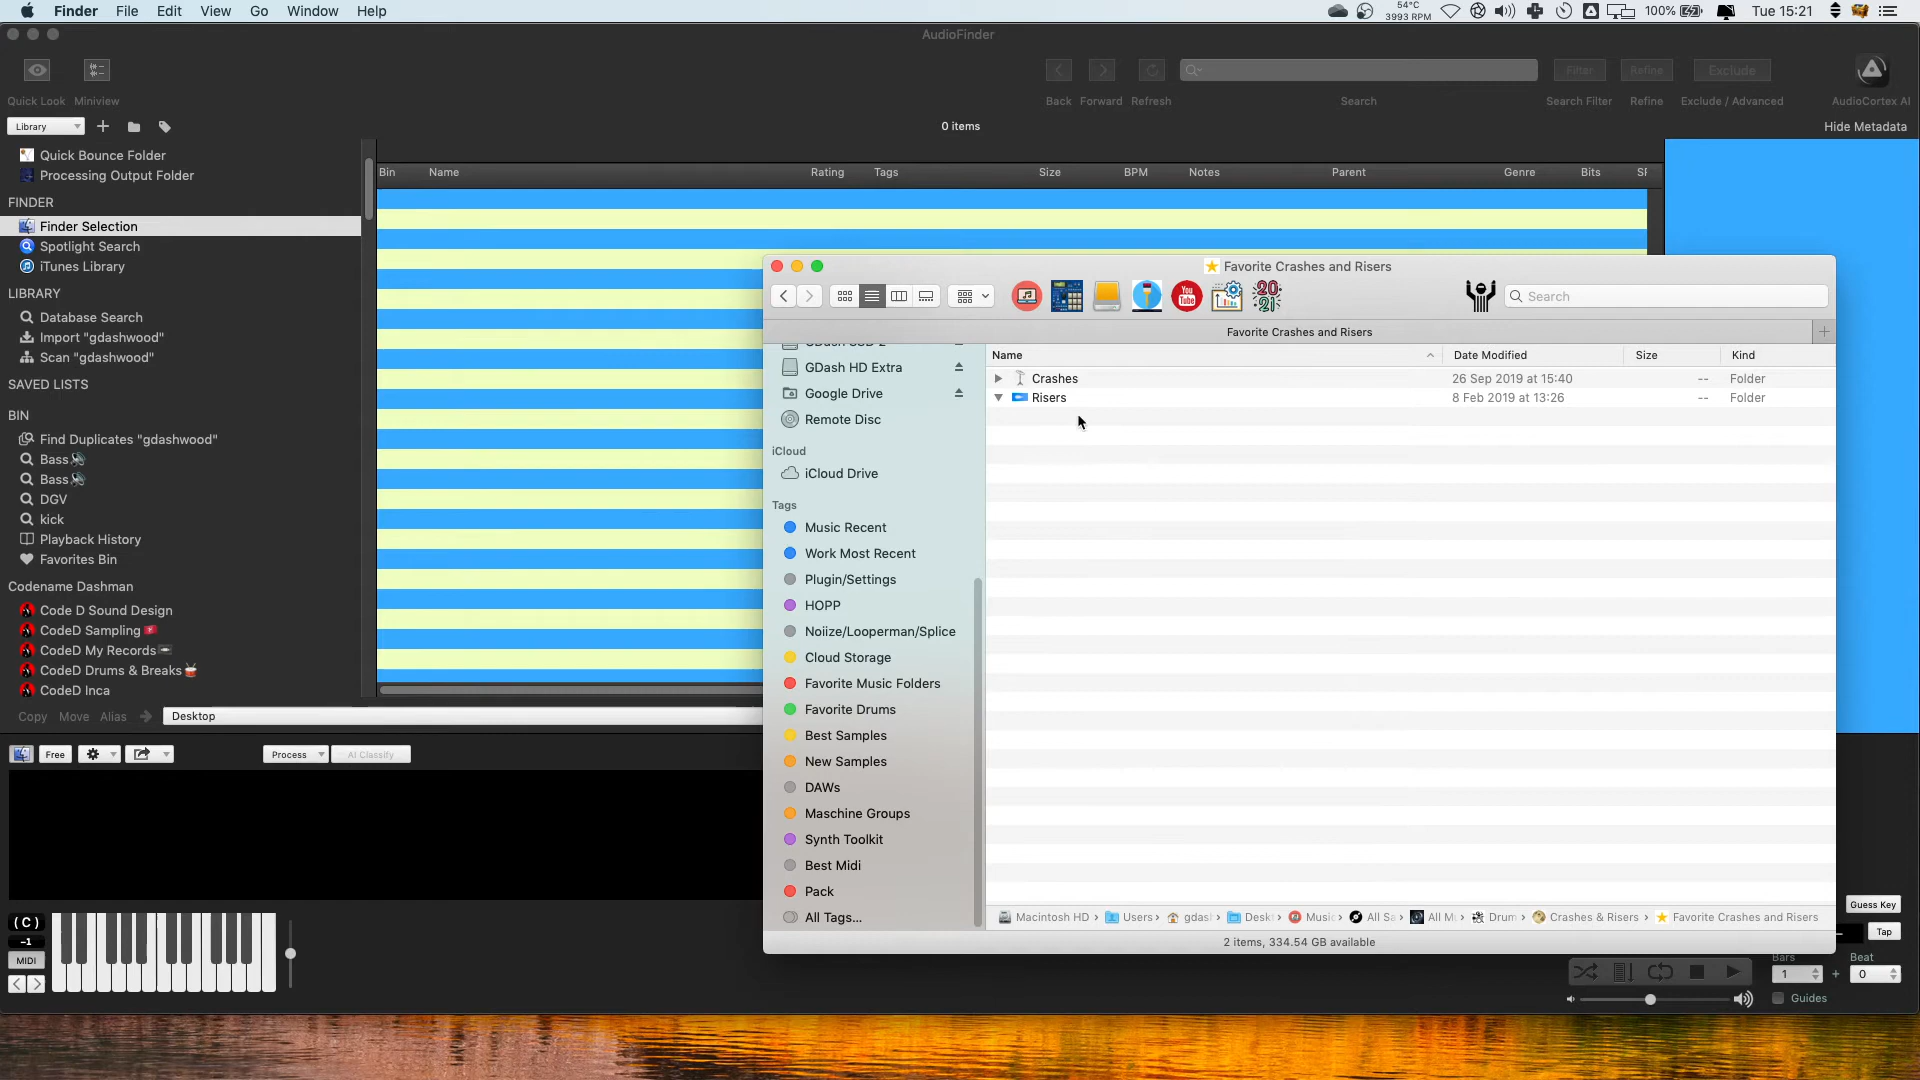 Finder File Edit View Go Window Help
54°C
3993 RPM
100%
Tue 15:21
AudioFinder
Quick Look Miniview
Back Forward Refresh
Search
Filter
Search Filter
Refine
Refine
Exclude
Exclude / Advanced
AudioCortex AI
Library
0 items
Hide Metadata
Quick Bounce Folder
Processing Output Folder
FINDER
Finder Selection
Spotlight Search
iTunes Library
LIBRARY
Database Search
Import "gdashwood"
Scan "gdashwood"
SAVED LISTS
BIN
Find Duplicates "gdashwood"
Bass🔊
Bass🔊
DGV
kick
Playback History
Favorites Bin
Codename Dashman
Code D Sound Design
CodeD Sampling
CodeD My Records
CodeD Drums & Breaks🥁
CodeD Inca
Bin Name Rating Tags Size BPM Notes Parent Genre Bits
Copy Move Alias
Desktop
Free
Process
AI Classify
(C)
-1
MIDI
Favorite Crashes and Risers
You Tube
2021
Search
Favorite Crashes and Risers
GDash HD Extra
Google Drive
Remote Disc
iCloud
iCloud Drive
Tags
Music Recent
Work Most Recent
Plugin/Settings
HOPP
Noiize/Looperman/Splice
Cloud Storage
Favorite Music Folders
Favorite Drums
Best Samples
New Samples
DAWs
Maschine Groups
Synth Toolkit
Best Midi
Pack
All Tags...
Name Date Modified Size Kind
Crashes 26 Sep 2019 at 15:40 -- Folder
Risers 8 Feb 2019 at 13:26 -- Folder
Macintosh HD › Users › gdas › Desk › Music › All Sa › All M › Drum › Crashes & Risers › Favorite Crashes and Risers
2 items, 334.54 GB available
Guess Key
Tap
Bars
Beat
1 + 0
Guides